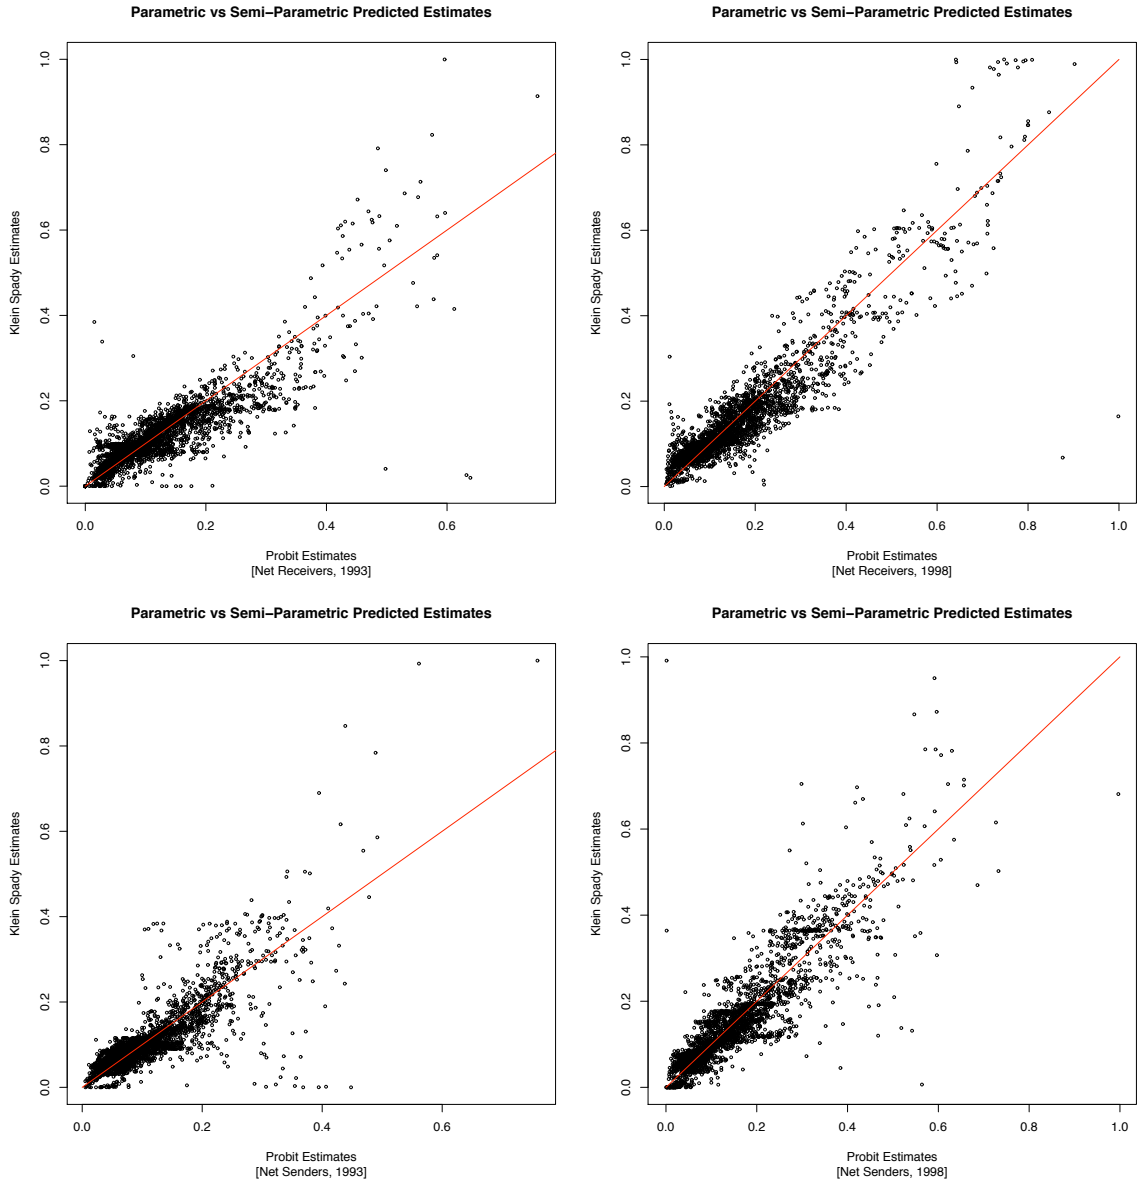 Parametric vs Semi−Parametric Predicted Estimates
Klein Spady Estimates
1.0
0.8
0.6
0.4
0.2
0.0
0.0 0.2 0.4 0.6
Probit Estimates
[Net Receivers, 1993]
Parametric vs Semi−Parametric Predicted Estimates
Klein Spady Estimates
1.0
0.8
0.6
0.4
0.2
0.0
0.0 0.2 0.4 0.6 0.8 1.0
Probit Estimates
[Net Receivers, 1998]
Parametric vs Semi−Parametric Predicted Estimates
Klein Spady Estimates
1.0
0.8
0.6
0.4
0.2
0.0
0.0 0.2 0.4 0.6
Probit Estimates
[Net Senders, 1993]
Parametric vs Semi−Parametric Predicted Estimates
Klein Spady Estimates
1.0
0.8
0.6
0.4
0.2
0.0
0.0 0.2 0.4 0.6 0.8 1.0
Probit Estimates
[Net Senders, 1998]